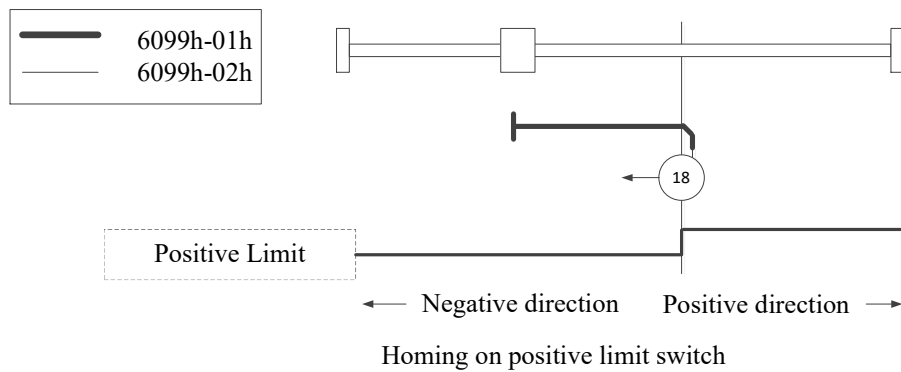 6099h-01h
6099h-02h
18
Positive Limit
Negative direction
Positive direction
Homing on positive limit switch